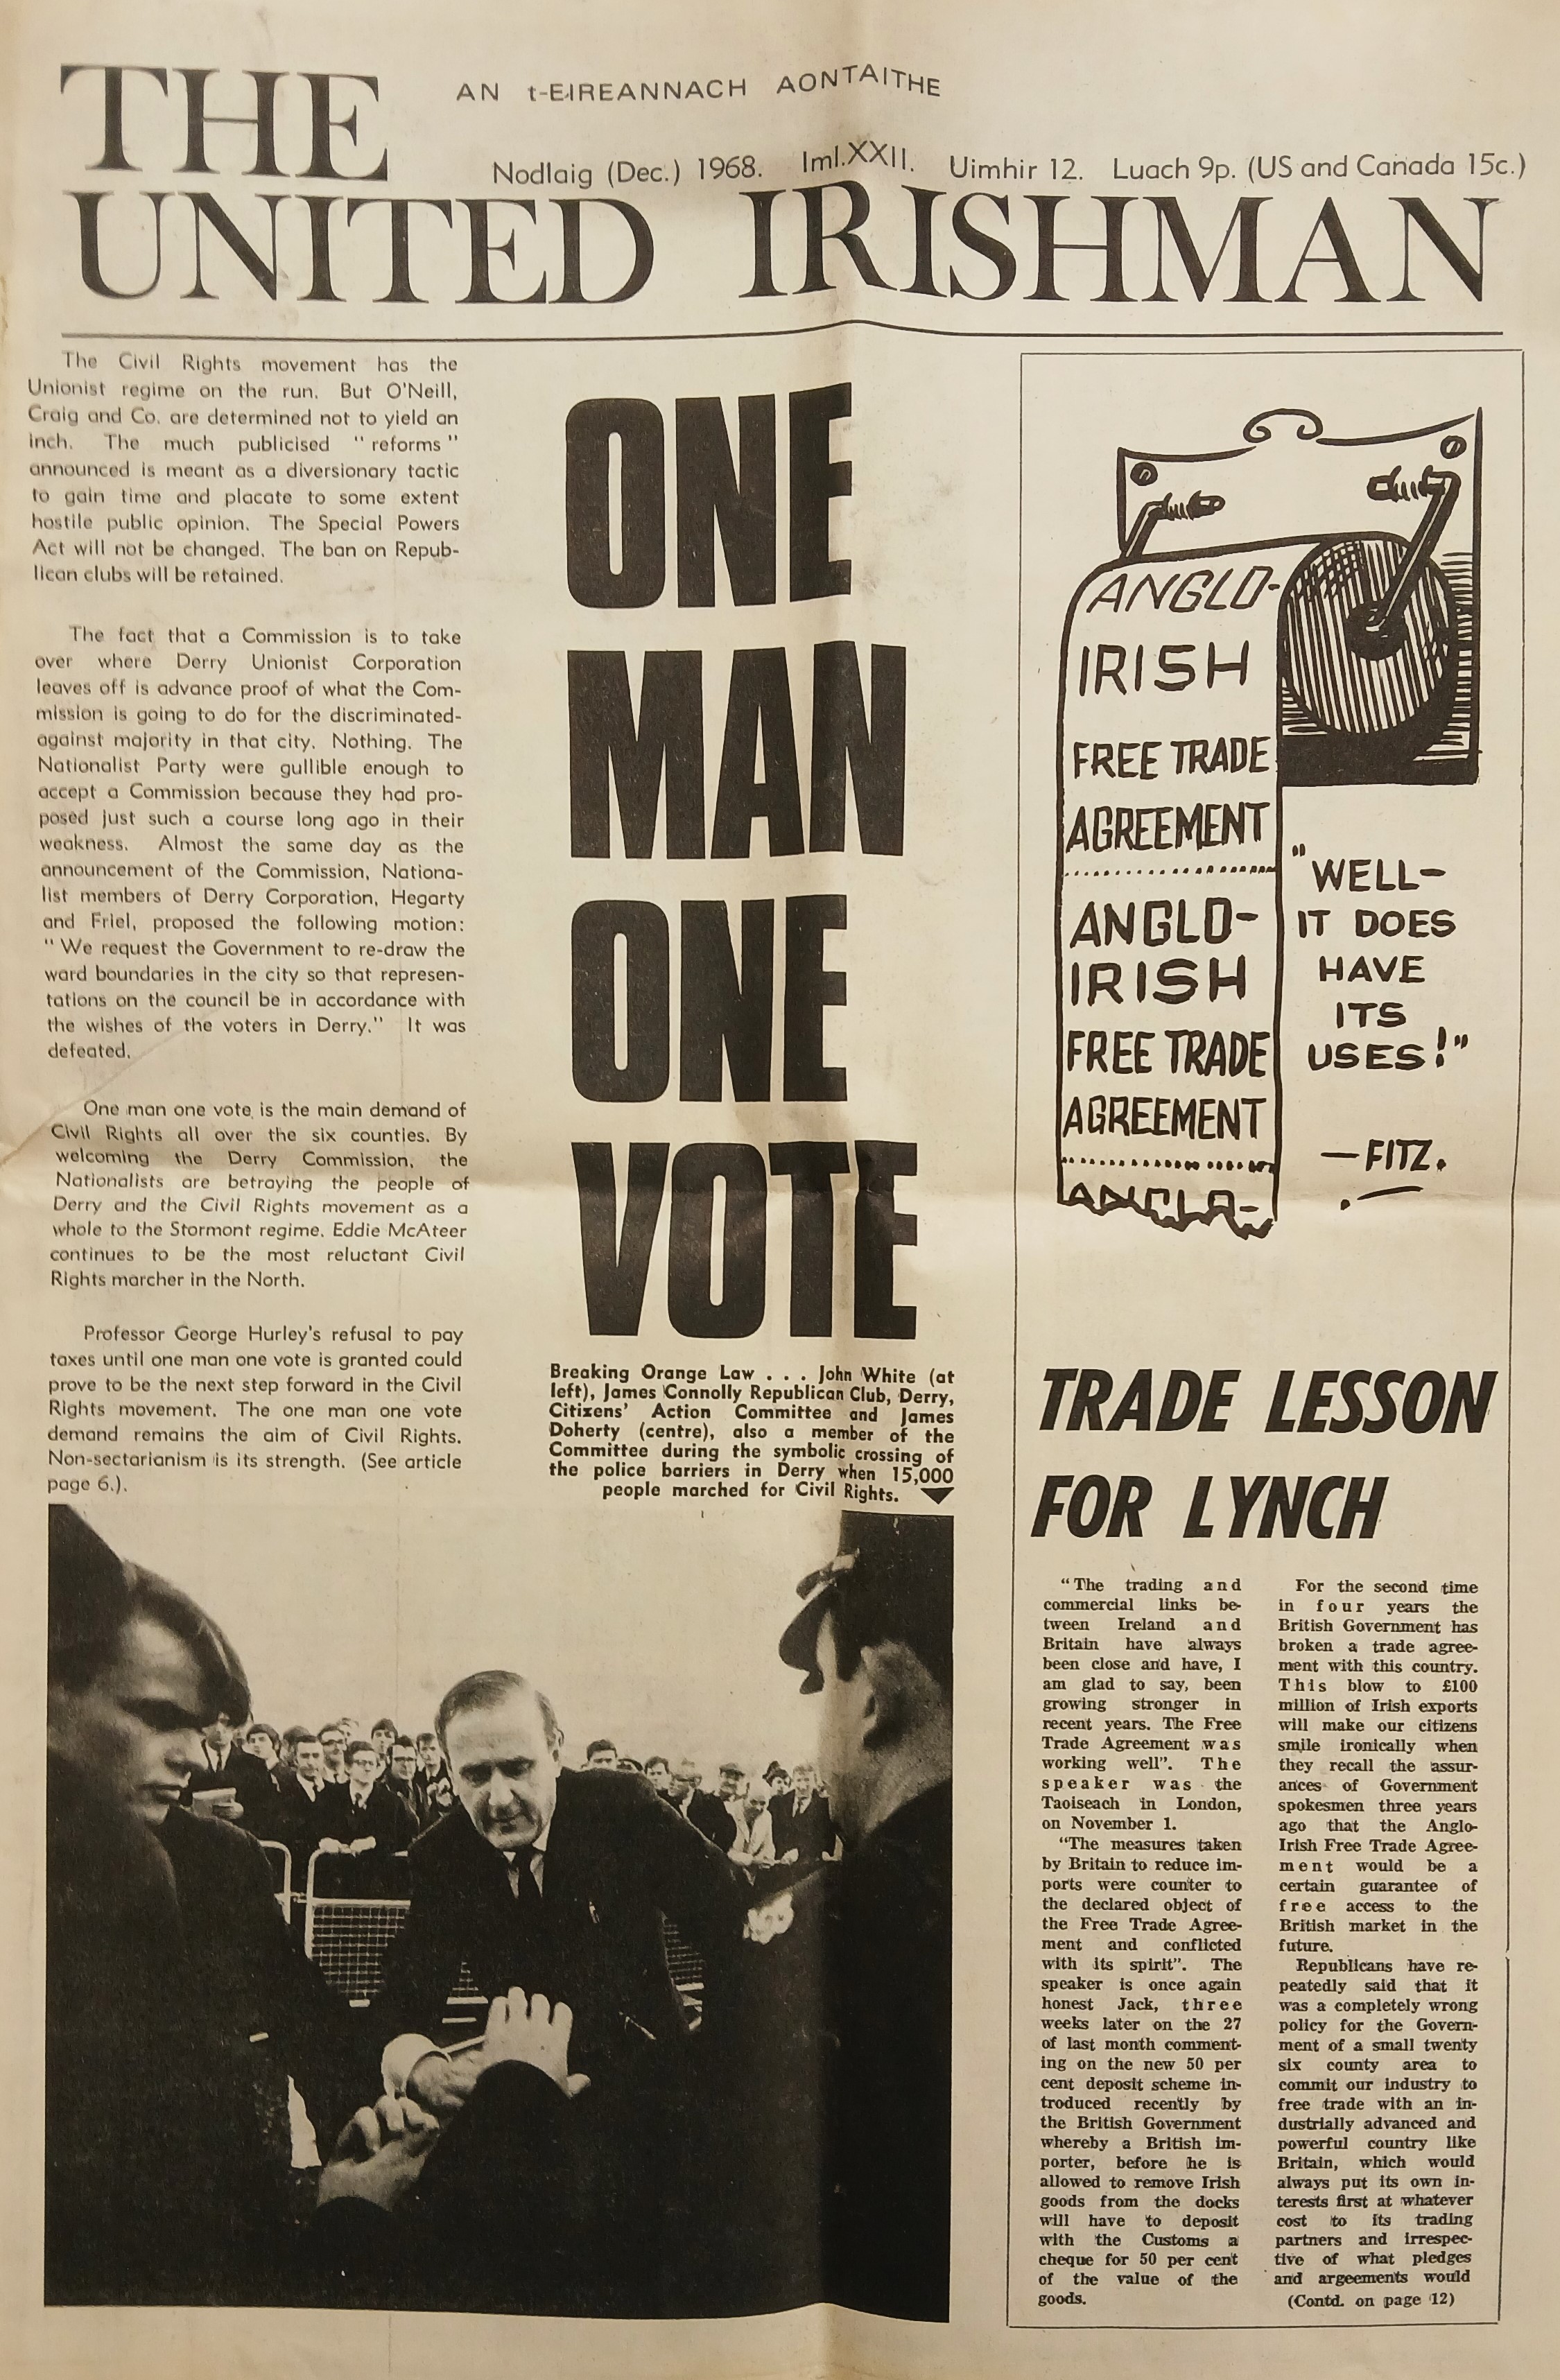 THE
AN t-EIREANNACH AONTAITHE
Nodlaig (Dec.) 1968. Iml.XXII. Uimhir 12. Luach 9p. (US and Canada 15c.)
UNITED IRISHMAN
The Civil Rights movement has the
Unionist regime on the run. But O'Neill,
Craig and Co. are determined not to yield an
inch. The much publicised "reforms"
announced is meant as a diversionary tactic
to gain time and placate to some extent
hostile public opinion. The Special Powers
Act will not be changed. The ban on Repub-
lican clubs will be retained.
The fact that a Commission is to take
over where Derry Unionist Corporation
leaves off is advance proof of what the Com-
mission is going to do for the discriminated-
against majority in that city. Nothing. The
Nationalist Party were gullible enough to
accept a Commission because they had pro-
posed just such a course long ago in their
weakness. Almost the same day as the
announcement of the Commission, Nationa-
list members of Derry Corporation, Hegarty
and Friel, proposed the following motion:
"We request the Government to re-draw the
ward boundaries in the city so that represen-
tations on the council be in accordance with
the wishes of the voters in Derry." It was
defeated.
One man one vote is the main demand of
Civil Rights all over the six counties. By
welcoming the Derry Commission, the
Nationalists are betraying the people of
Derry and the Civil Rights movement as a
whole to the Stormont regime. Eddie McAteer
continues to be the most reluctant Civil
Rights marcher in the North.
Professor George Hurley's refusal to pay
taxes until one man one vote is granted could
prove to be the next step forward in the Civil
Rights movement. The one man one vote
demand remains the aim of Civil Rights.
Non-sectarianism is its strength. (See article
page 6.).
ONE
MAN
ONE
VOTE
Breaking Orange Law . . . John White (at
left), James Connolly Republican Club, Derry,
Citizens' Action Committee and James
Doherty (centre), also a member of the
Committee during the symbolic crossing of
the police barriers in Derry when 15,000
people marched for Civil Rights.
ANGLO-
IRISH
FREE TRADE
AGREEMENT
ANGLO-
IRISH
FREE TRADE
AGREEMENT
ANGLO-
"WELL-
IT DOES
HAVE
ITS
USES!"
—FITZ.
TRADE LESSON
FOR LYNCH
"The trading and
commercial links be-
tween Ireland and
Britain have always
been close and have, I
am glad to say, been
growing stronger in
recent years. The Free
Trade Agreement was
working well". The
speaker was the
Taoiseach in London,
on November 1.
"The measures taken
by Britain to reduce im-
ports were counter to
the declared object of
the Free Trade Agree-
ment and conflicted
with its spirit". The
speaker is once again
honest Jack, three
weeks later on the 27
of last month comment-
ing on the new 50 per
cent deposit scheme in-
troduced recently by
the British Government
whereby a British im-
porter, before he is
allowed to remove Irish
goods from the docks
will have to deposit
with the Customs a
cheque for 50 per cent
of the value of the
goods.
For the second time
in four years the
British Government has
broken a trade agree-
ment with this country.
This blow to £100
million of Irish exports
will make our citizens
smile ironically when
they recall the assur-
ances of Government
spokesmen three years
ago that the Anglo-
Irish Free Trade Agree-
ment would be a
certain guarantee of
free access to the
British market in the
future.
Republicans have re-
peatedly said that it
was a completely wrong
policy for the Govern-
ment of a small twenty
six county area to
commit our industry to
free trade with an in-
dustrially advanced and
powerful country like
Britain, which would
always put its own in-
terests first at whatever
cost to its trading
partners and irrespec-
tive of what pledges
and argeements would
(Contd. on page 12)